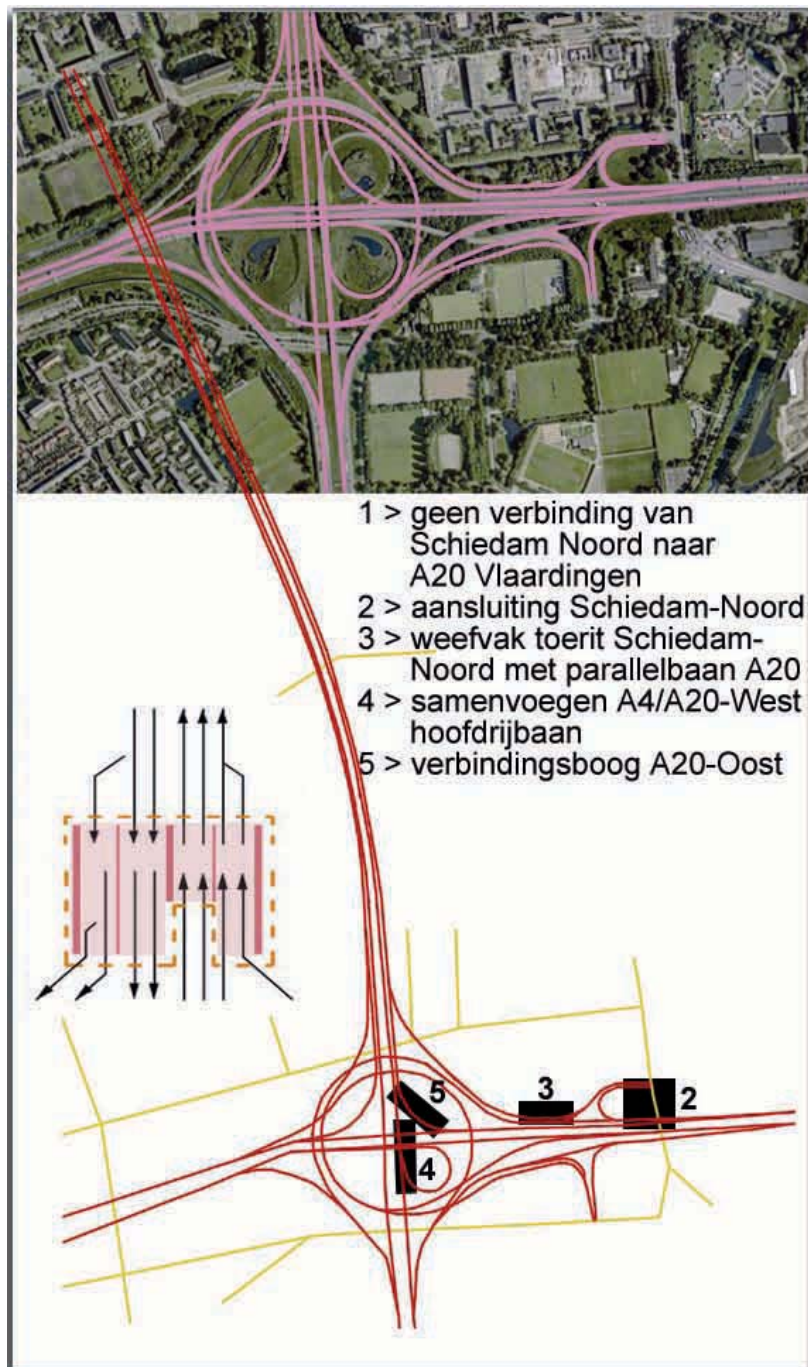 1 > geen verbinding van
Schiedam Noord naar
A20 Vlaardingen
2 > aansluiting Schiedam-Noord
3 > weefvak toerit Schiedam-
Noord met parallelbaan A20
4 > samenvoegen A4/A20-West
hoofdrijbaan
5 > verbindingsboog A20-Oost
5
3
2
4